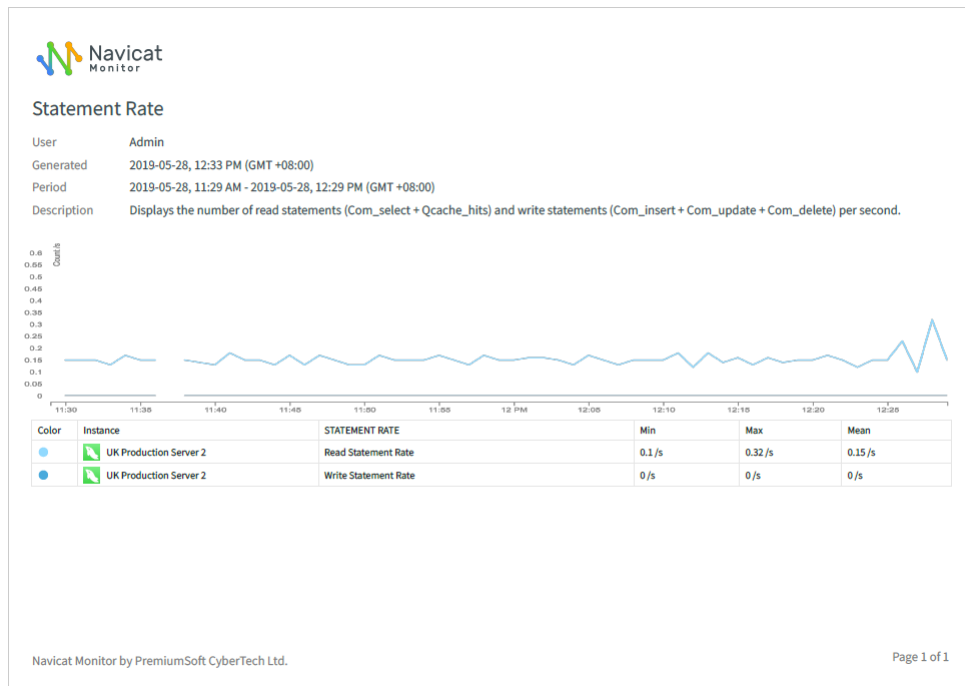 Navicat
Monitor
Statement Rate
User Admin
Generated 2019-05-28, 12:33 PM (GMT +08:00)
Period 2019-05-28, 11:29 AM - 2019-05-28, 12:29 PM (GMT +08:00)
Description Displays the number of read statements (Com_select + Qcache_hits) and write statements (Com_insert + Com_update + Com_delete) per second.
Count/s
0.6
0.55
0.5
0.45
0.4
0.35
0.3
0.25
0.2
0.15
0.1
0.05
0
11:30 11:35 11:40 11:45 11:50 11:55 12 PM 12:05 12:10 12:15 12:20 12:25
Color Instance STATEMENT RATE Min Max Mean
UK Production Server 2 Read Statement Rate 0.1 /s 0.32 /s 0.15 /s
UK Production Server 2 Write Statement Rate 0 /s 0 /s 0 /s
Navicat Monitor by PremiumSoft CyberTech Ltd. Page 1 of 1